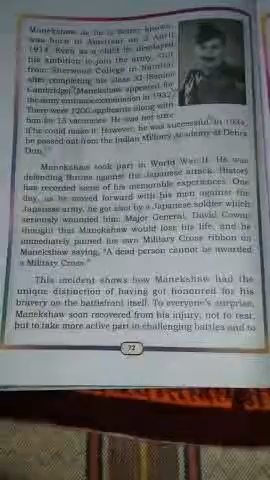 Manekshaw as he is better known,
was born in Amritsar on 3 April
1914. Even as a child he displayed
his ambition to join the army. Still
from Sherwood College in Nainital
after completing his class XI (Senior
Cambridge) Manekshaw appeared for
the army entrance commission in 1932.
There were 1200 applicants along with
him for 15 vacancies. He was not sure
if he could make it. However, he was successful. In 1934,
he passed out from the Indian Military Academy at Dehra
Dun.
Manekshaw took part in World War II. He was
defending Burma against the Japanese attack. History
has recorded some of his memorable experiences. One
day, as he moved forward with his men against the
Japanese army, he got shot by a Japanese soldier which
seriously wounded him. Major General, David Cowan
thought that Manekshaw would lose his life, and he
immediately pinned his own Military Cross ribbon on
Manekshaw saying, "A dead person cannot be awarded
a Military Cross."
This incident shows how Manekshaw had the
unique distinction of having got honoured for his
bravery on the battlefront itself. To everyone's surprise,
Manekshaw soon recovered from his injury, not to rest,
but to take more active part in challenging battles and to
72